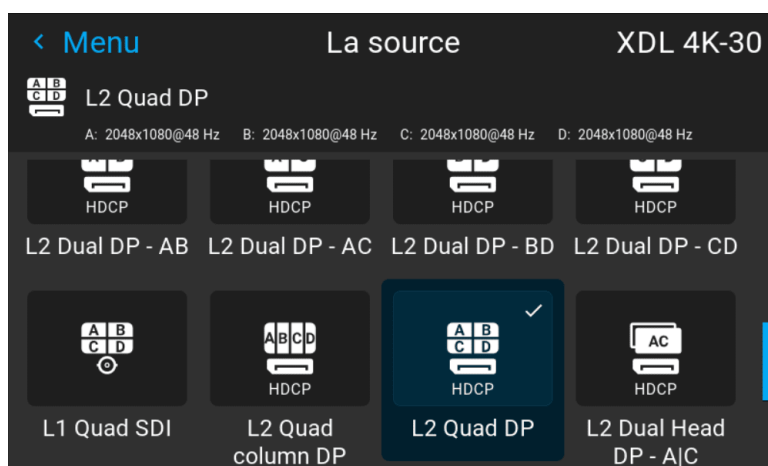 Menu
La source
XDL 4K-30
A B
C D
L2 Quad DP
A: 2048x1080@48 Hz B: 2048x1080@48 Hz C: 2048x1080@48 Hz D: 2048x1080@48 Hz
HDCP HDCP HDCP HDCP
L2 Dual DP - AB L2 Dual DP - AC L2 Dual DP - BD L2 Dual DP - CD
A B
C D
A B C D
HDCP
A B
C D
HDCP
AC
HDCP
L1 Quad SDI
L2 Quad
column DP
L2 Quad DP
L2 Dual Head
DP - A|C